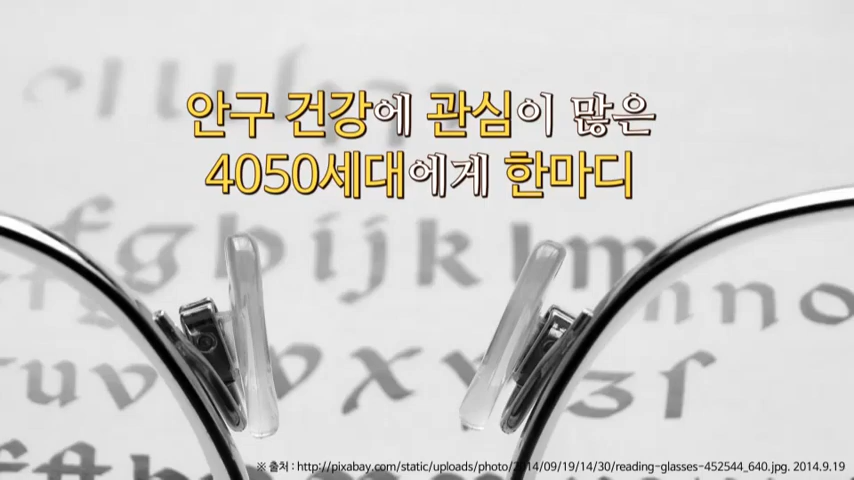 안구 건강에 관심이 많은
4050세대에게 한마디
f g h i j k l m n o
u v v x y z 3 f
※ 출처 : http://pixabay.com/static/uploads/photo/2014/09/19/14/30/reading-glasses-452544_640.jpg. 2014.9.19